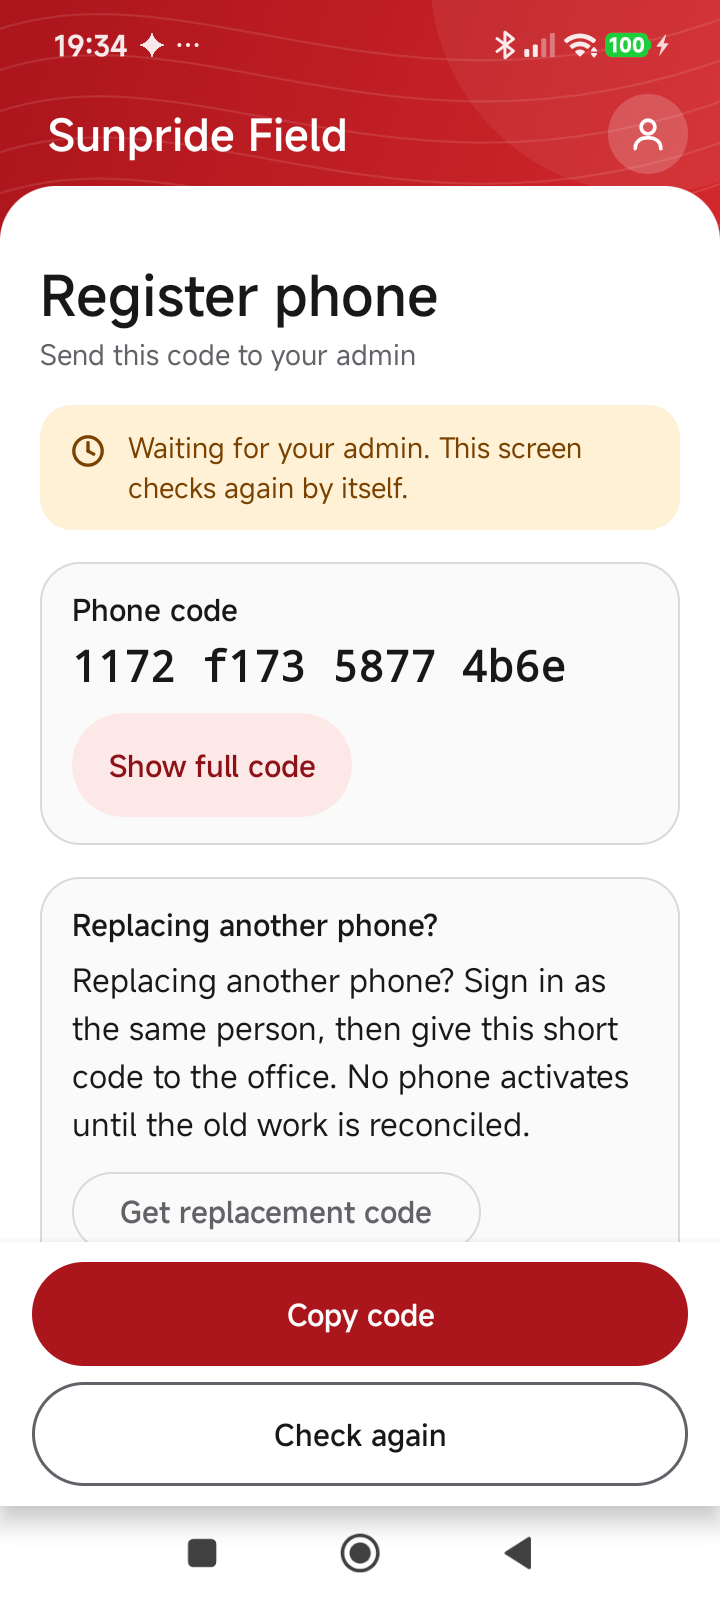 19:34
100
Sunpride Field
Register phone
Send this code to your admin
Waiting for your admin. This screen
checks again by itself.
Phone code
1172 f173 5877 4b6e
Show full code
Replacing another phone?
Replacing another phone? Sign in as
the same person, then give this short
code to the office. No phone activates
until the old work is reconciled.
Get replacement code
Copy code
Check again